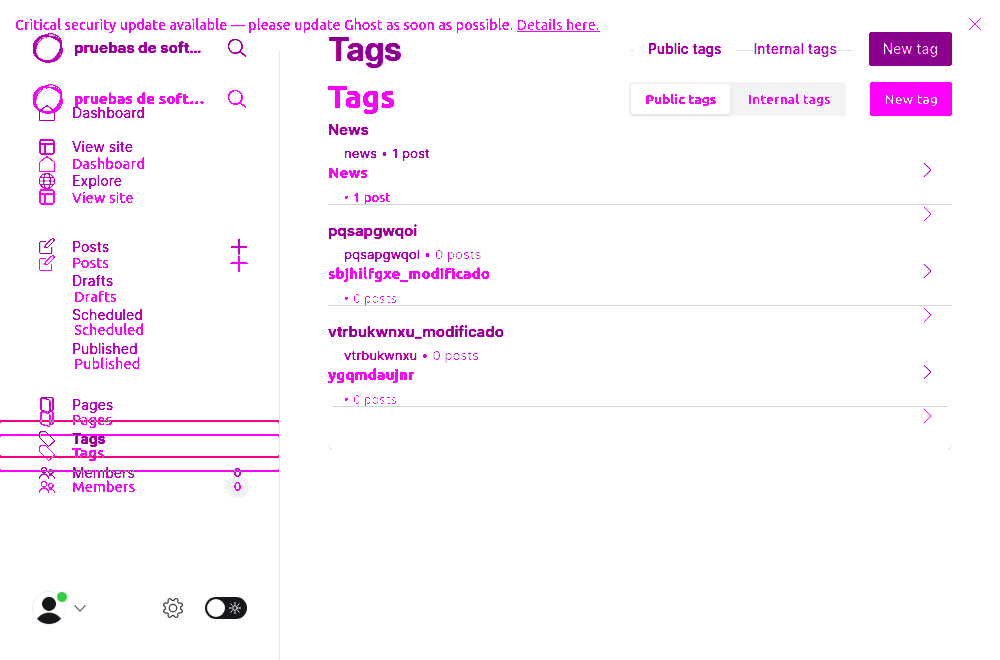 Critical security update available — please update Ghost as soon as possible. Details here.
pruebas de soft...
Tags
Public tags
Internal tags
New tag
pruebas de soft...
Tags
Public tags
Internal tags
New tag
Dashboard
View site
Dashboard
Explore
View site
Posts
Posts
Drafts
Drafts
Scheduled
Scheduled
Published
Published
Pages
Pages
Tags
Tags
Members 0
Members 0
News
news • 1 post
News
• 1 post
pqsapgwqoi
pqsapgwqoi • 0 posts
sbjhilfgxe_modificado
• 0 posts
vtrbukwnxu_modificado
vtrbukwnxu • 0 posts
ygqmdaujnr
• 0 posts